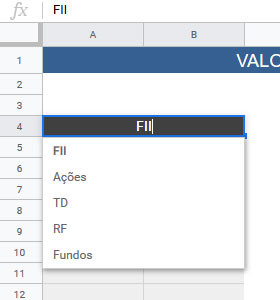 fx FII
A B
1 VALO
2
3
4 FII
5 FII
6
7 Ações
8 TD
9 RF
10 Fundos
11
12